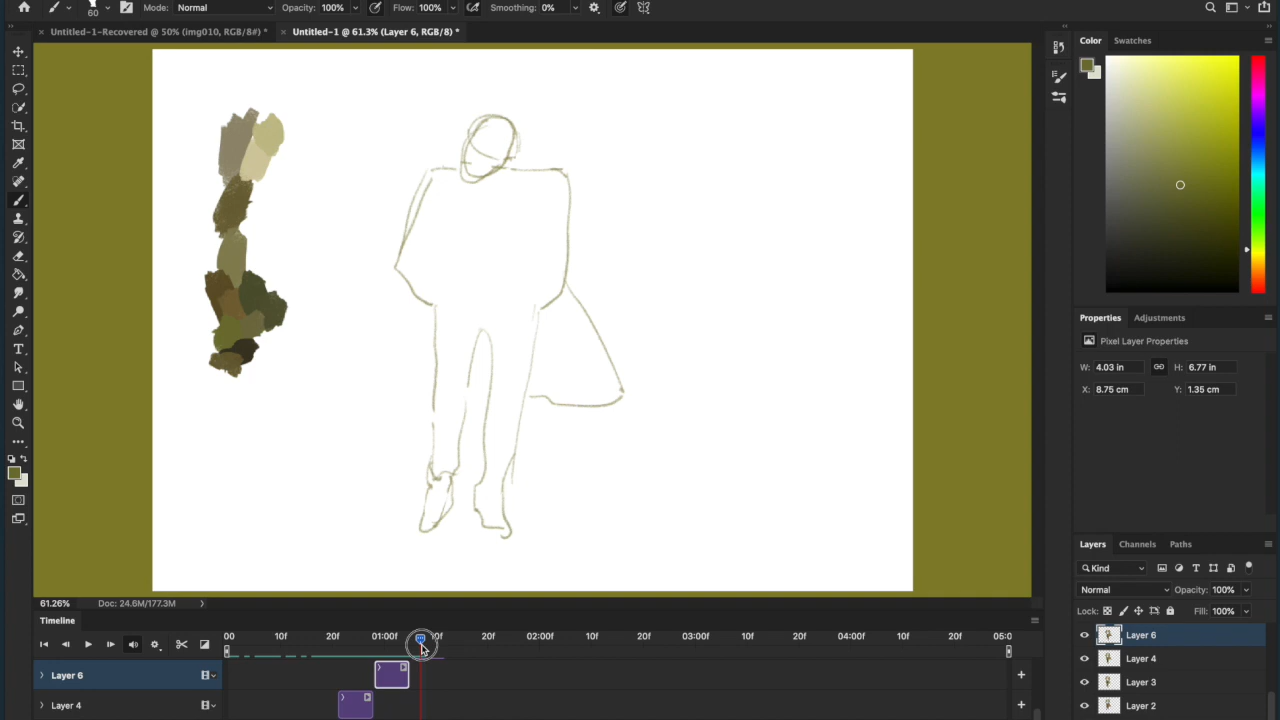 60 Mode: Normal Opacity: 100% Flow: 100% Smoothing: 0%
Untitled-1-Recovered @ 50% (img010, RGB/8#) * Untitled-1 @ 61.3% (Layer 6, RGB/8) *
Color Swatches
Properties Adjustments
Pixel Layer Properties
W: 4.03 in H: 6.77 in
X: 8.75 cm Y: 1.35 cm
Layers Channels Paths
Kind
Normal Opacity: 100%
Lock: Fill: 100%
Layer 6
Layer 4
Layer 3
Layer 2
61.26% Doc: 24.6M/177.3M
Timeline
00 10f 20f 01:00f 20f 02:00f 10f 20f 03:00f 10f 20f 04:00f 10f 20f 05:0
Layer 6
Layer 4